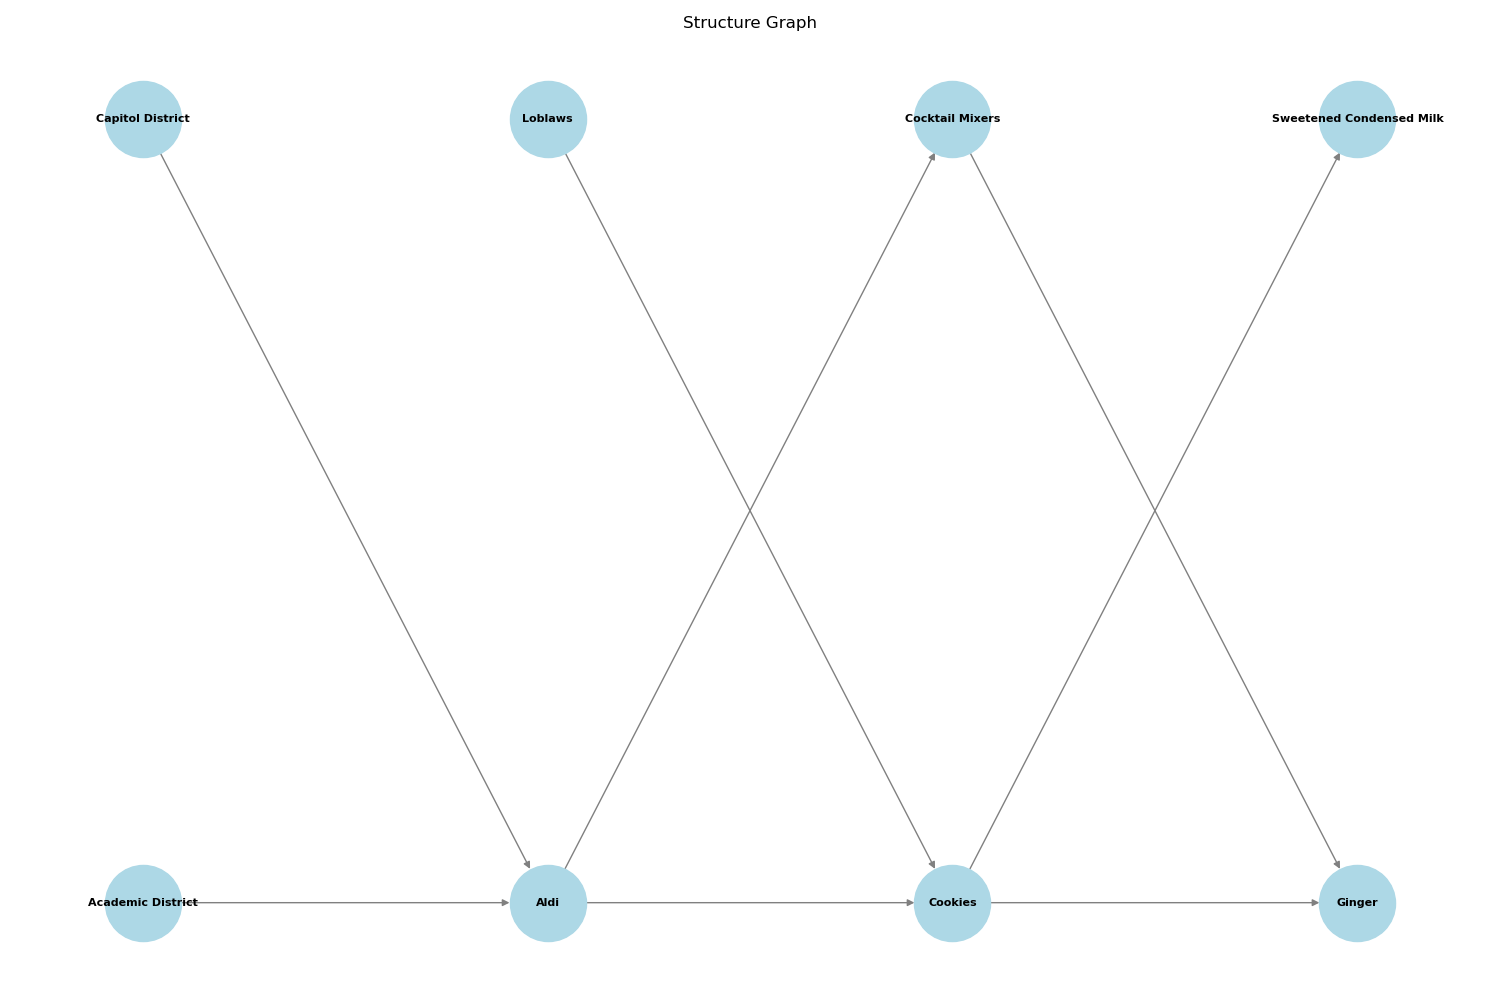 Structure Graph
Capitol District
Loblaws
Cocktail Mixers
Sweetened Condensed Milk
Academic District
Aldi
Cookies
Ginger